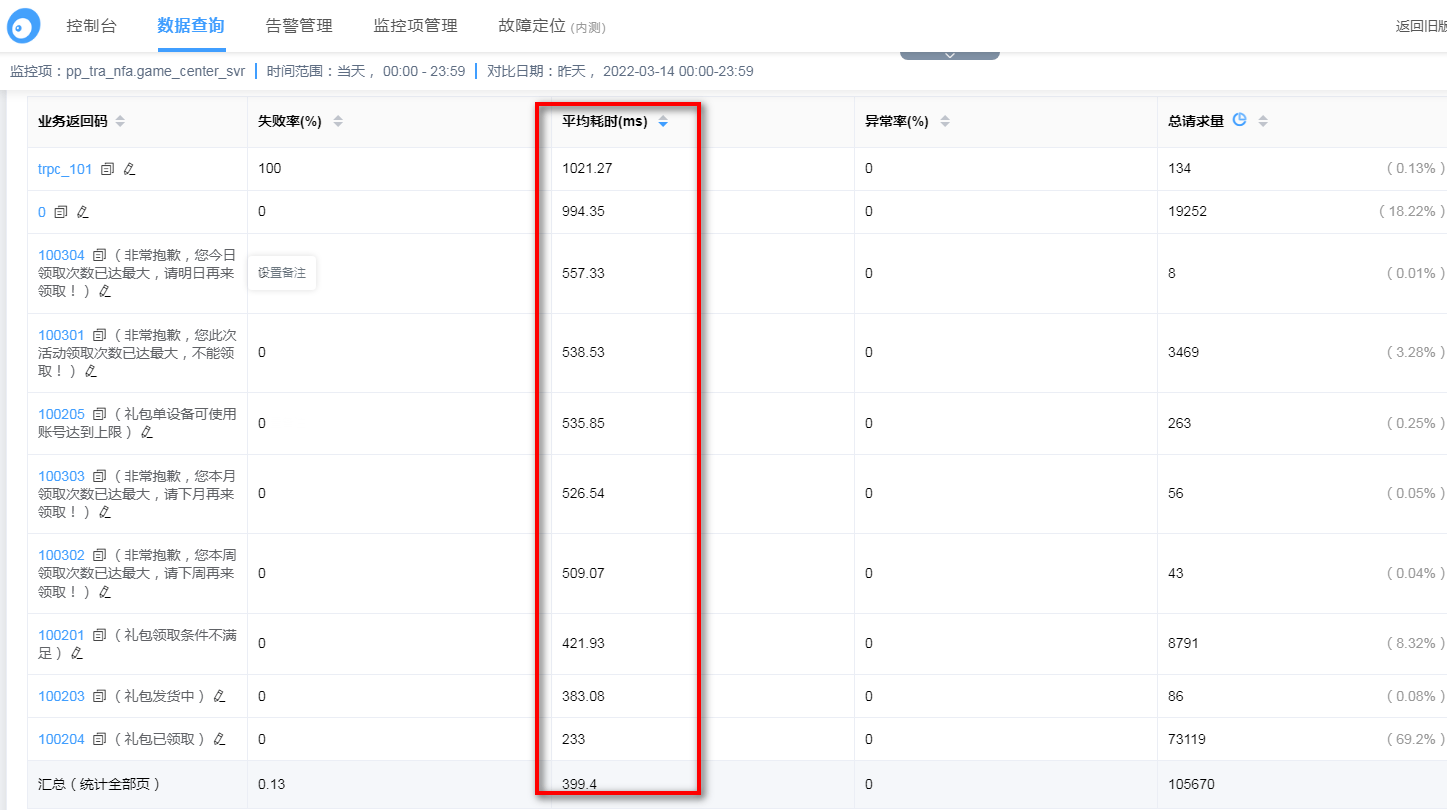 控制台 数据查询 告警管理 监控项管理 故障定位 (内测) 返回旧版
监控项：pp_tra_nfa.game_center_svr 时间范围：当天， 00:00 - 23:59 对比日期：昨天， 2022-03-14 00:00-23:59
业务返回码 失败率(%) 平均耗时(ms) 异常率(%) 总请求量
trpc_101 100 1021.27 0 134 ( 0.13% )
0 0 994.35 0 19252 ( 18.22% )
100304 （非常抱歉，您今日
领取次数已达最大，请明日再来 设置备注 557.33 0 8 ( 0.01% )
领取！）
100301 （非常抱歉，您此次
活动领取次数已达最大，不能领 0 538.53 0 3469 ( 3.28% )
取！）
100205 （礼包单设备可使用
账号达到上限） 0 535.85 0 263 ( 0.25% )
100303 （非常抱歉，您本月
领取次数已达最大，请下月再来 0 526.54 0 56 ( 0.05% )
领取！）
100302 （非常抱歉，您本周
领取次数已达最大，请下周再来 0 509.07 0 43 ( 0.04% )
领取！）
100201 （礼包领取条件不满
足） 0 421.93 0 8791 ( 8.32% )
100203 （礼包发货中） 0 383.08 0 86 ( 0.08% )
100204 （礼包已领取） 0 233 0 73119 ( 69.2% )
汇总（统计全部页） 0.13 399.4 0 105670